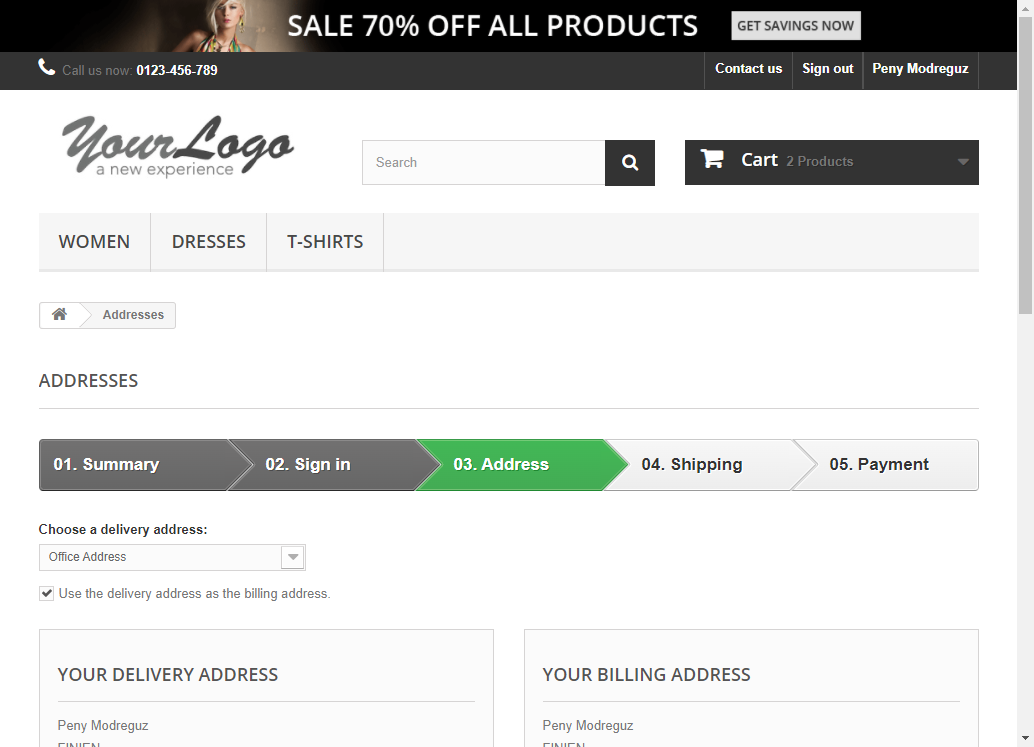 SALE 70% OFF ALL PRODUCTS GET SAVINGS NOW
Call us now: 0123-456-789 Contact us Sign out Peny Modreguz
YourLogo
a new experience
Search
Cart 2 Products
WOMEN DRESSES T-SHIRTS
Addresses
ADDRESSES
01. Summary 02. Sign in 03. Address 04. Shipping 05. Payment
Choose a delivery address:
Office Address
Use the delivery address as the billing address.
YOUR DELIVERY ADDRESS YOUR BILLING ADDRESS
Peny Modreguz Peny Modreguz